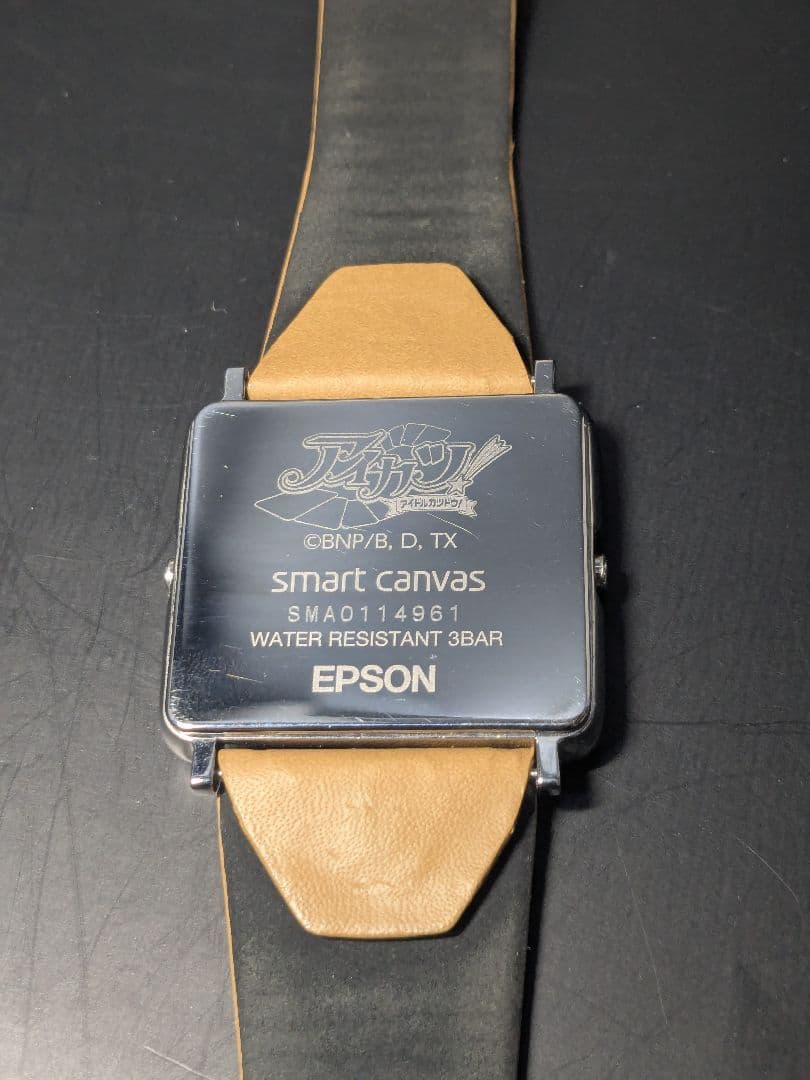 アイカツ!
アイドルカツドウ!
©BNP/B, D, TX
smart canvas
SMA0114961
WATER RESISTANT 3BAR
EPSON